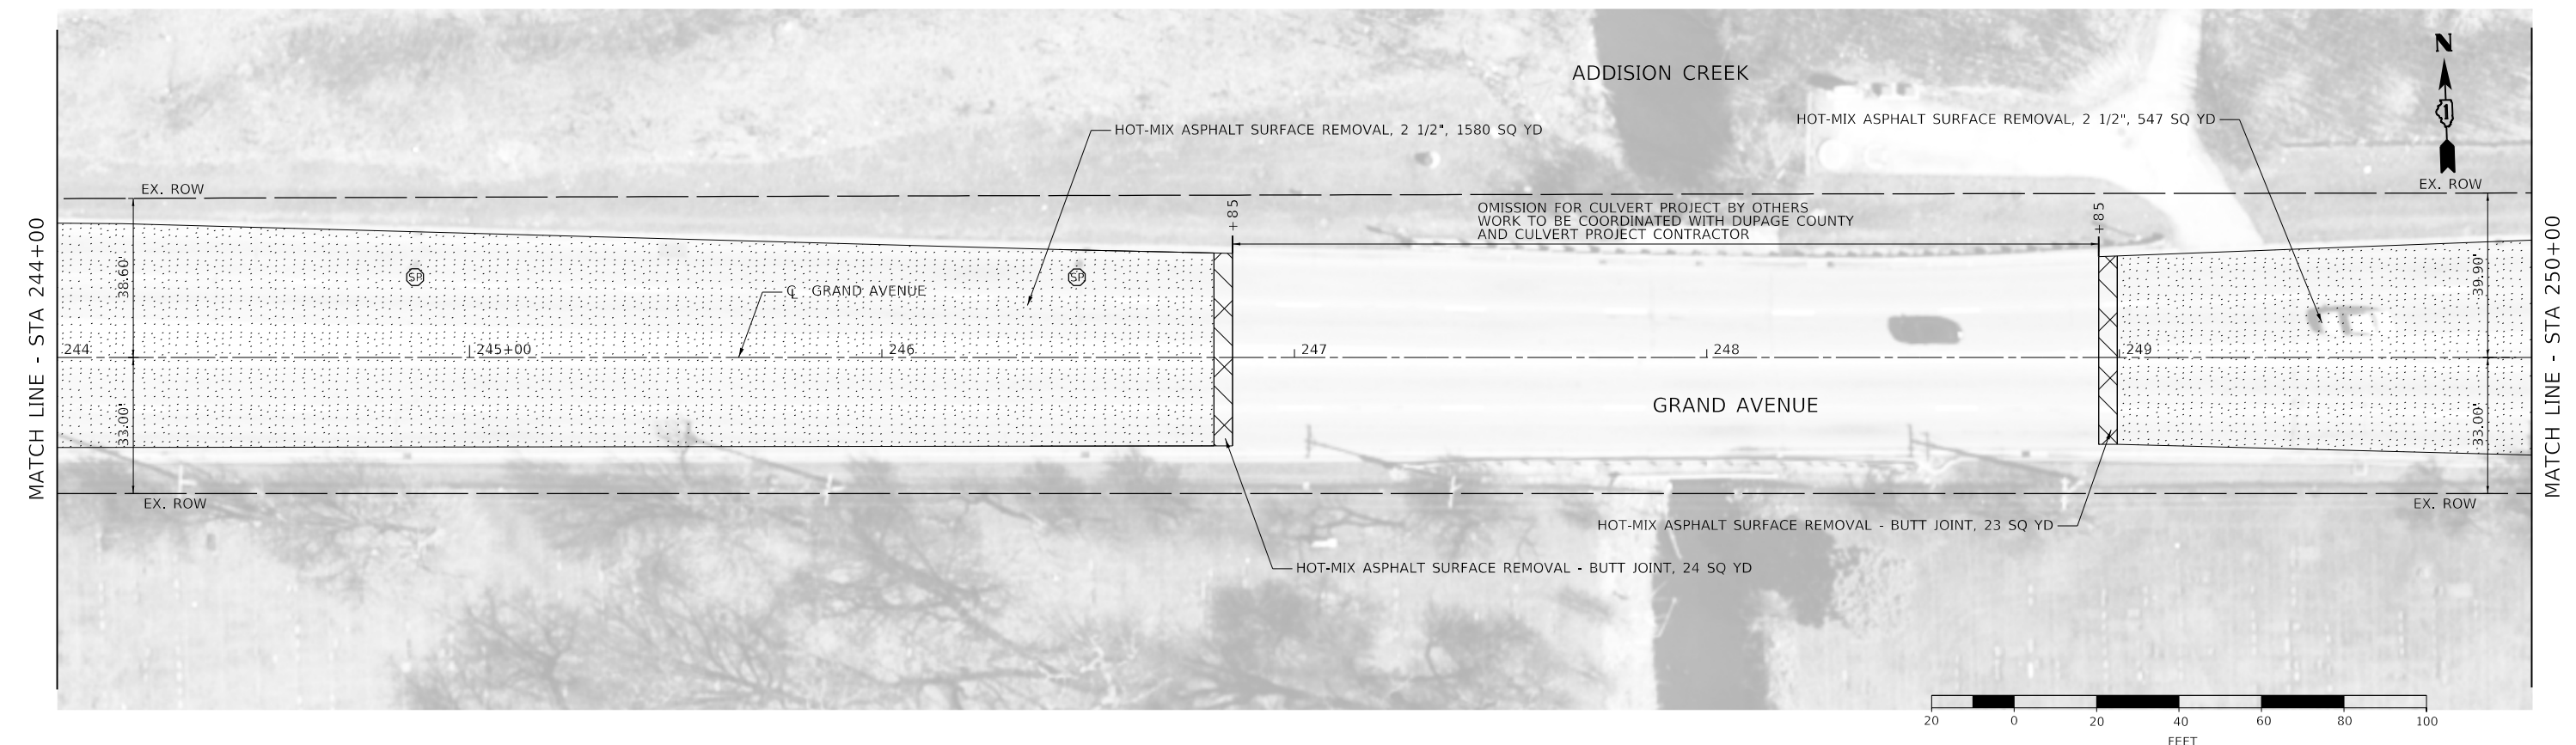 ADDISION CREEK
N
1
HOT-MIX ASPHALT SURFACE REMOVAL, 2 1/2", 1580 SQ YD
HOT-MIX ASPHALT SURFACE REMOVAL, 2 1/2", 547 SQ YD
EX. ROW
EX. ROW
+85
+85
OMISSION FOR CULVERT PROJECT BY OTHERS
WORK TO BE COORDINATED WITH DUPAGE COUNTY
AND CULVERT PROJECT CONTRACTOR
MATCH LINE - STA 244+00
MATCH LINE - STA 250+00
38.60'
39.90'
SP
SP
℄ GRAND AVENUE
244
245+00
246
247
248
249
GRAND AVENUE
33.00'
33.00'
EX. ROW
EX. ROW
HOT-MIX ASPHALT SURFACE REMOVAL - BUTT JOINT, 23 SQ YD
HOT-MIX ASPHALT SURFACE REMOVAL - BUTT JOINT, 24 SQ YD
20 0 20 40 60 80 100
FEET